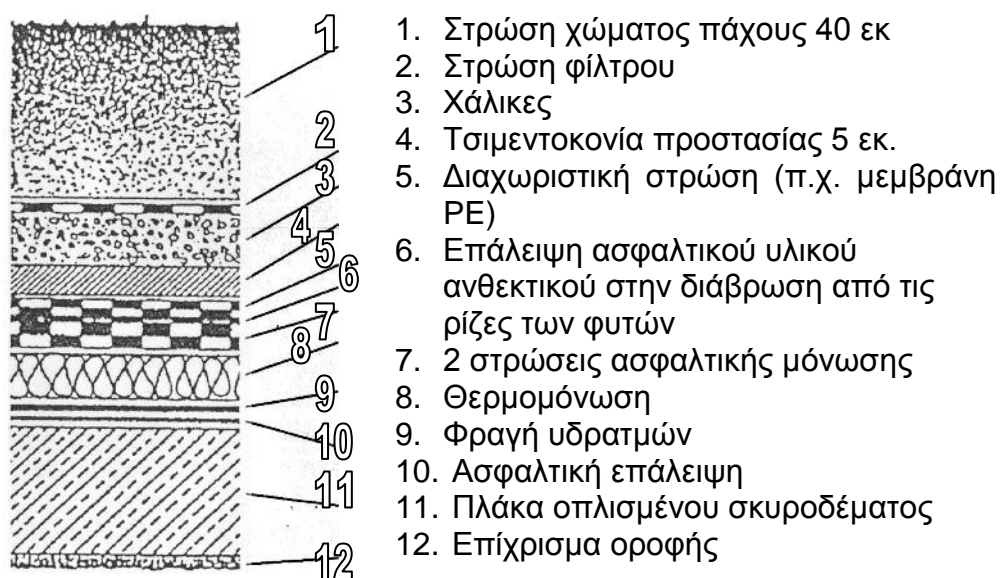 1
2
3
4
5
6
7
8
9
10
11
12
1. Στρώση χώματος πάχους 40 εκ
2. Στρώση φίλτρου
3. Χάλικες
4. Τσιμεντοκονία προστασίας 5 εκ.
5. Διαχωριστική στρώση (π.χ. μεμβράνη
PE)
6. Επάλειψη ασφαλτικού υλικού
ανθεκτικού στην διάβρωση από τις
ρίζες των φυτών
7. 2 στρώσεις ασφαλτικής μόνωσης
8. Θερμομόνωση
9. Φραγή υδρατμών
10. Ασφαλτική επάλειψη
11. Πλάκα οπλισμένου σκυροδέματος
12. Επίχρισμα οροφής